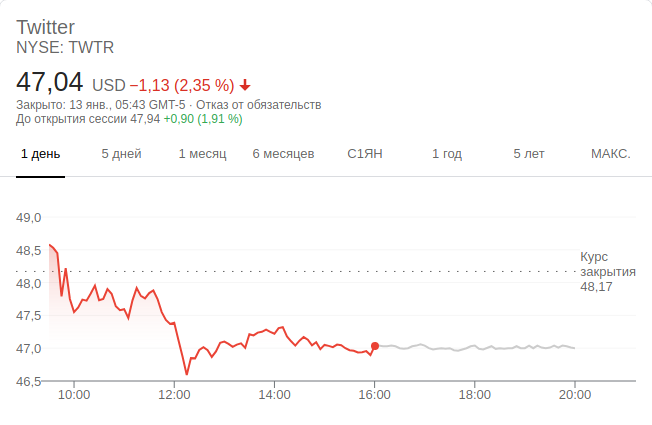 Twitter
NYSE: TWTR
47,04 USD −1,13 (2,35 %)
Закрыто: 13 янв., 05:43 GMT-5 · Отказ от обязательств
До открытия сессии 47,94 +0,90 (1,91 %)
1 день 5 дней 1 месяц 6 месяцев С1ЯН 1 год 5 лет МАКС.
49,0
48,5
Курс
закрытия
48,17
48,0
47,5
47,0
46,5
10:00 12:00 14:00 16:00 18:00 20:00